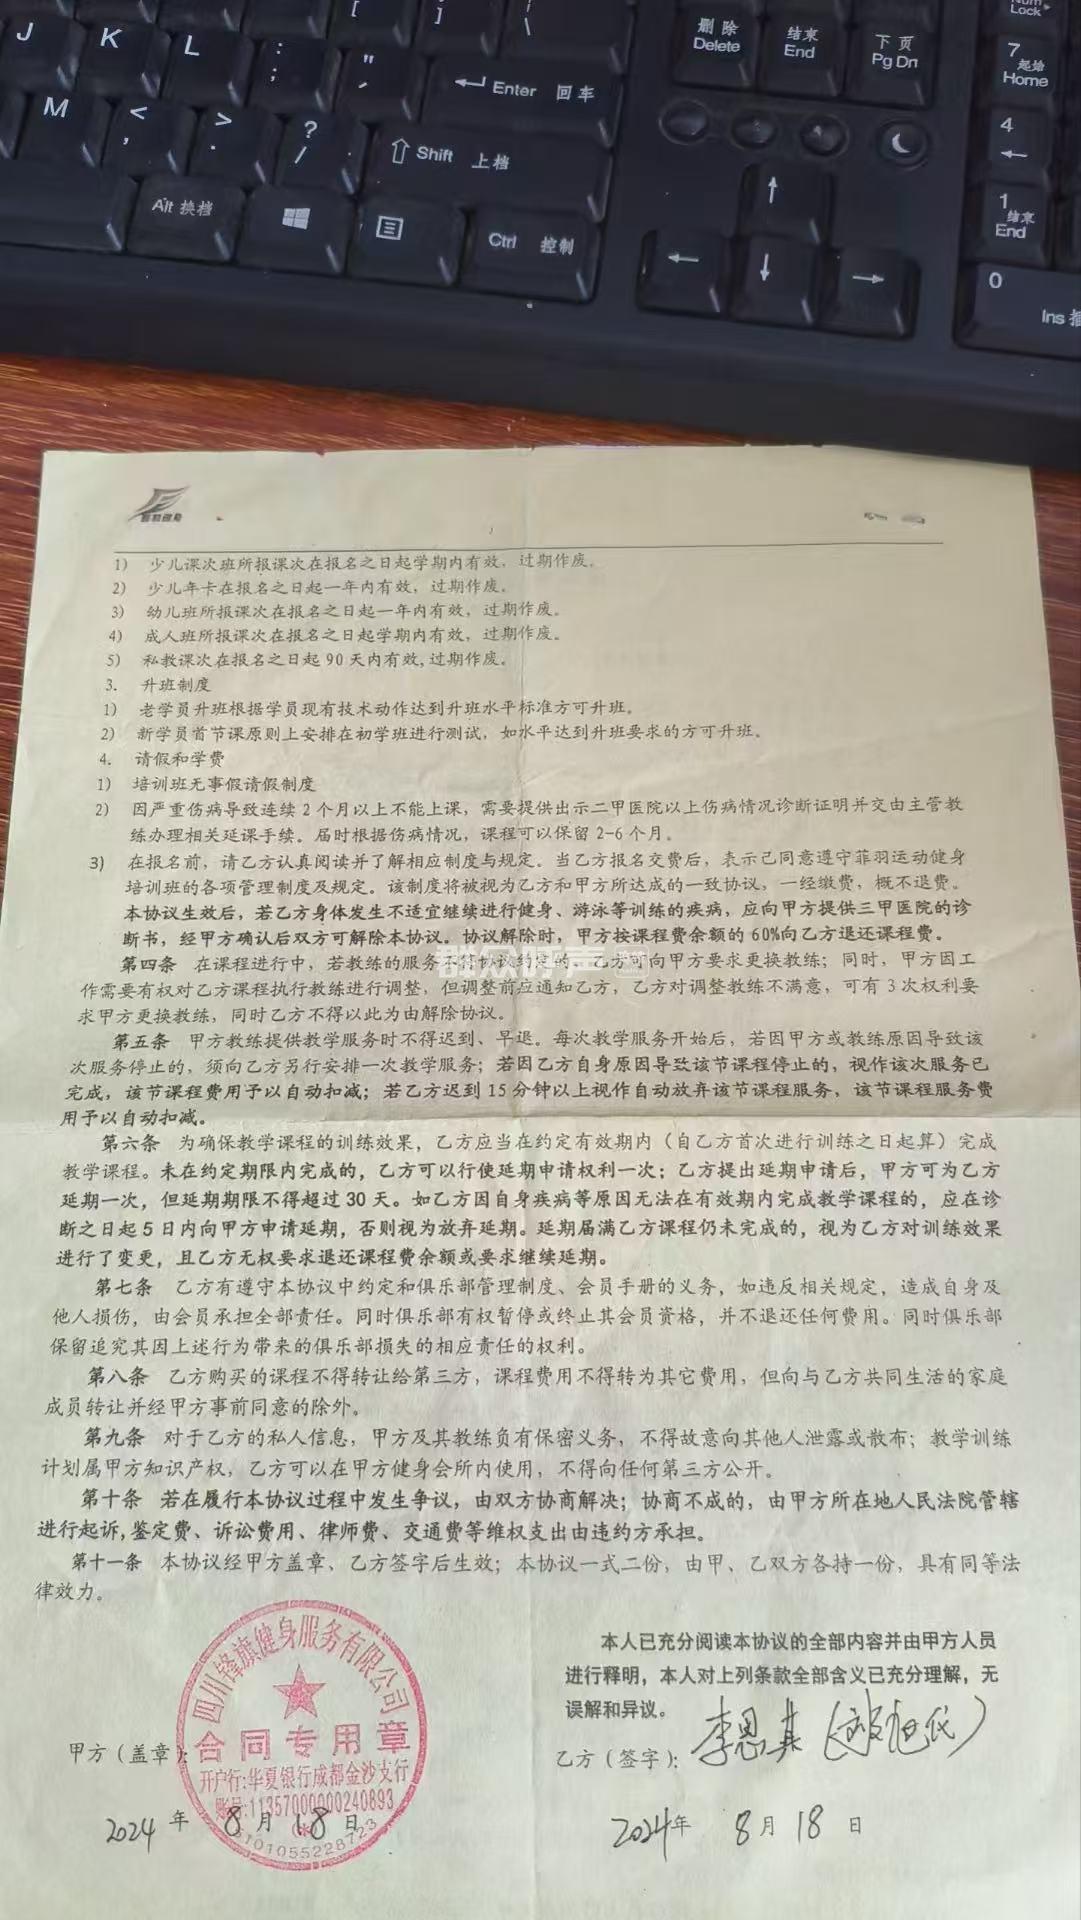 删除
Delete
结束
End
下页
Pg Dn
Num
Lock
7
起始
Home
J
K
L
:
;
"
Enter 回车
4
M
<
,
>
.
?
/
Shift 上档
1
结束
End
Alt 换档
Ctrl 控制
0
Ins
1) 少儿课次班所报课次在报名之日起学期内有效，过期作废。
2) 少儿年卡在报名之日起一年内有效，过期作废。
3) 幼儿班所报课次在报名之日起一年内有效，过期作废。
4) 成人班所报课次在报名之日起学期内有效，过期作废。
5) 私教课次在报名之日起 90 天内有效,过期作废。
3. 升班制度
1) 老学员升班根据学员现有技术动作达到升班水平标准方可升班。
2) 新学员首节课原则上安排在初学班进行测试，如水平达到升班要求的方可升班。
4. 请假和学费
1) 培训班无事假请假制度
2) 因严重伤病导致连续 2 个月以上不能上课，需要提供出示二甲医院以上伤病情况诊断证明并交由主管教
练办理相关延课手续。届时根据伤病情况，课程可以保留 2-6 个月。
3) 在报名前，请乙方认真阅读并了解相应制度与规定。当乙方报名交费后，表示已同意遵守菲羽运动健身
培训班的各项管理制度及规定。该制度将被视为乙方和甲方所达成的一致协议，一经缴费，概不退费。
本协议生效后，若乙方身体发生不适宜继续进行健身、游泳等训练的疾病，应向甲方提供三甲医院的诊
断书，经甲方确认后双方可解除本协议。协议解除时，甲方按课程费余额的 60%向乙方退还课程费。
群众呼声
第四条 在课程进行中，若教练的服务不符协议约定的，乙方可向甲方要求更换教练；同时，甲方因工
作需要有权对乙方课程执行教练进行调整，但调整前应通知乙方，乙方对调整教练不满意，可有 3 次权利要
求甲方更换教练，同时乙方不得以此为由解除协议。
第五条 甲方教练提供教学服务时不得迟到、早退。每次教学服务开始后，若因甲方或教练原因导致该
次服务停止的，须向乙方另行安排一次教学服务；若因乙方自身原因导致该节课程停止的，视作该次服务已
完成，该节课程费用予以自动扣减；若乙方迟到 15 分钟以上视作自动放弃该节课程服务，该节课程服务费
用予以自动扣减。
第六条 为确保教学课程的训练效果，乙方应当在约定有效期内（自乙方首次进行训练之日起算）完成
教学课程。未在约定期限内完成的，乙方可以行使延期申请权利一次；乙方提出延期申请后，甲方可为乙方
延期一次，但延期期限不得超过 30 天。如乙方因自身疾病等原因无法在有效期内完成教学课程的，应在诊
断之日起 5 日内向甲方申请延期，否则视为放弃延期。延期届满乙方课程仍未完成的，视为乙方对训练效果
进行了变更，且乙方无权要求退还课程费余额或要求继续延期。
第七条 乙方有遵守本协议中约定和俱乐部管理制度、会员手册的义务，如违反相关规定，造成自身及
他人损伤，由会员承担全部责任。同时俱乐部有权暂停或终止其会员资格，并不退还任何费用。同时俱乐部
保留追究其因上述行为带来的俱乐部损失的相应责任的权利。
第八条 乙方购买的课程不得转让给第三方，课程费用不得转为其它费用，但向与乙方共同生活的家庭
成员转让并经甲方事前同意的除外。
第九条 对于乙方的私人信息，甲方及其教练负有保密义务，不得故意向其他人泄露或散布；教学训练
计划属甲方知识产权，乙方可以在甲方健身会所内使用，不得向任何第三方公开。
第十条 若在履行本协议过程中发生争议，由双方协商解决；协商不成的，由甲方所在地人民法院管辖
进行起诉,鉴定费、诉讼费用、律师费、交通费等维权支出由违约方承担。
第十一条 本协议经甲方盖章、乙方签字后生效；本协议一式二份，由甲、乙双方各持一份，具有同等法
律效力。
本人已充分阅读本协议的全部内容并由甲方人员
进行释明，本人对上列条款全部含义已充分理解，无
误解和异议。
四川锋旗健身服务有限公司
合同专用章
开户行:华夏银行成都金沙支行
账号:11357000000240893
5101055228723
甲方（盖章）:
乙方（签字）: 李恩其
2024 年 8 月 18 日
2024 年 8 月 18 日